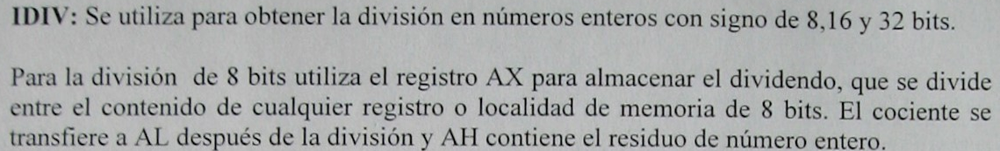 IDIV: Se utiliza para obtener la división en números enteros con signo de 8,16 y 32 bits.
Para la división de 8 bits utiliza el registro AX para almacenar el dividendo, que se divide
entre el contenido de cualquier registro o localidad de memoria de 8 bits. El cociente se
transfiere a AL después de la división y AH contiene el residuo de número entero.